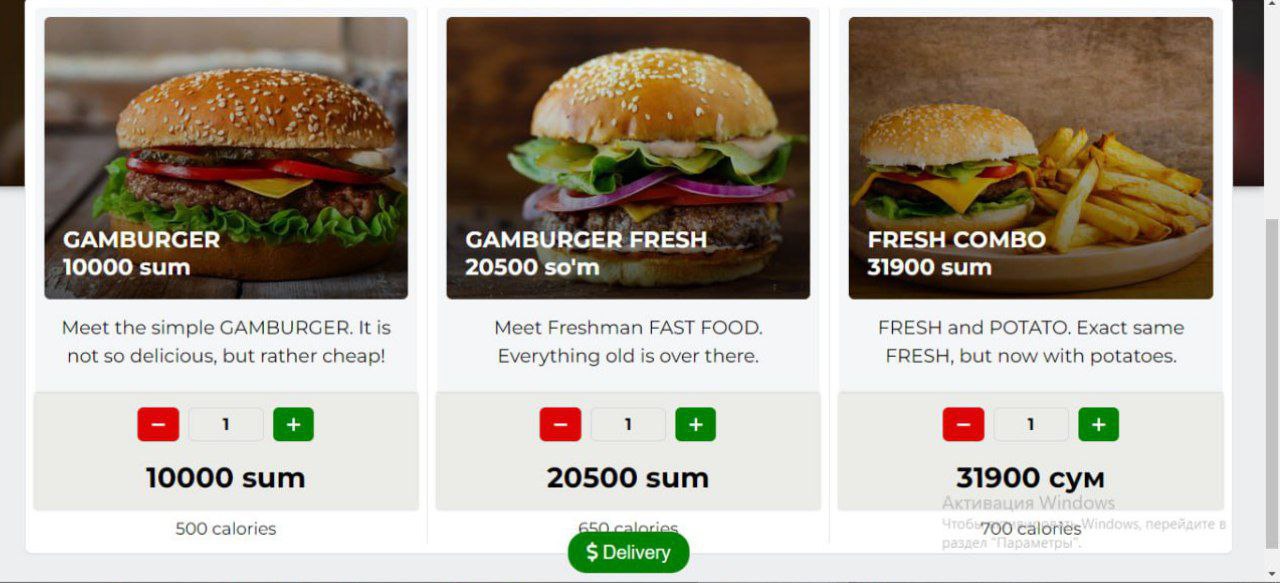 GAMBURGER
10000 sum
Meet the simple GAMBURGER. It is
not so delicious, but rather cheap!
1
10000 sum
500 calories
GAMBURGER FRESH
20500 so'm
Meet Freshman FAST FOOD.
Everything old is over there.
1
20500 sum
650 calories
FRESH COMBO
31900 sum
FRESH and POTATO. Exact same
FRESH, but now with potatoes.
1
31900 сум
700 calories
$ Delivery
Активация Windows
Чтобы активировать Windows, перейдите в
раздел "Параметры".